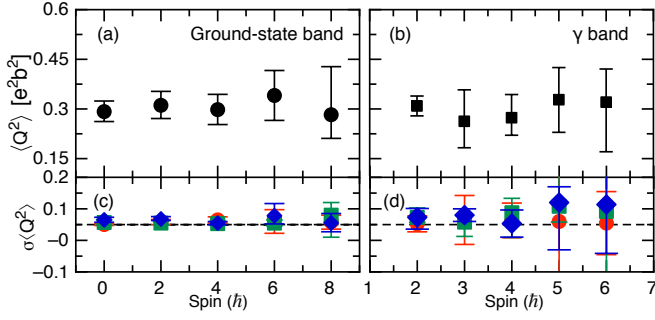 0.6
(a) Ground-state band
(b) γ band
0.45
⟨Q²⟩ [e²b²]
0.3
0.15
0.2
(c)
(d)
0.1
σ⟨Q²⟩
−0
−0.1
0 2 4 6 8
1 2 3 4 5 6 7
Spin (ℏ)
Spin (ℏ)